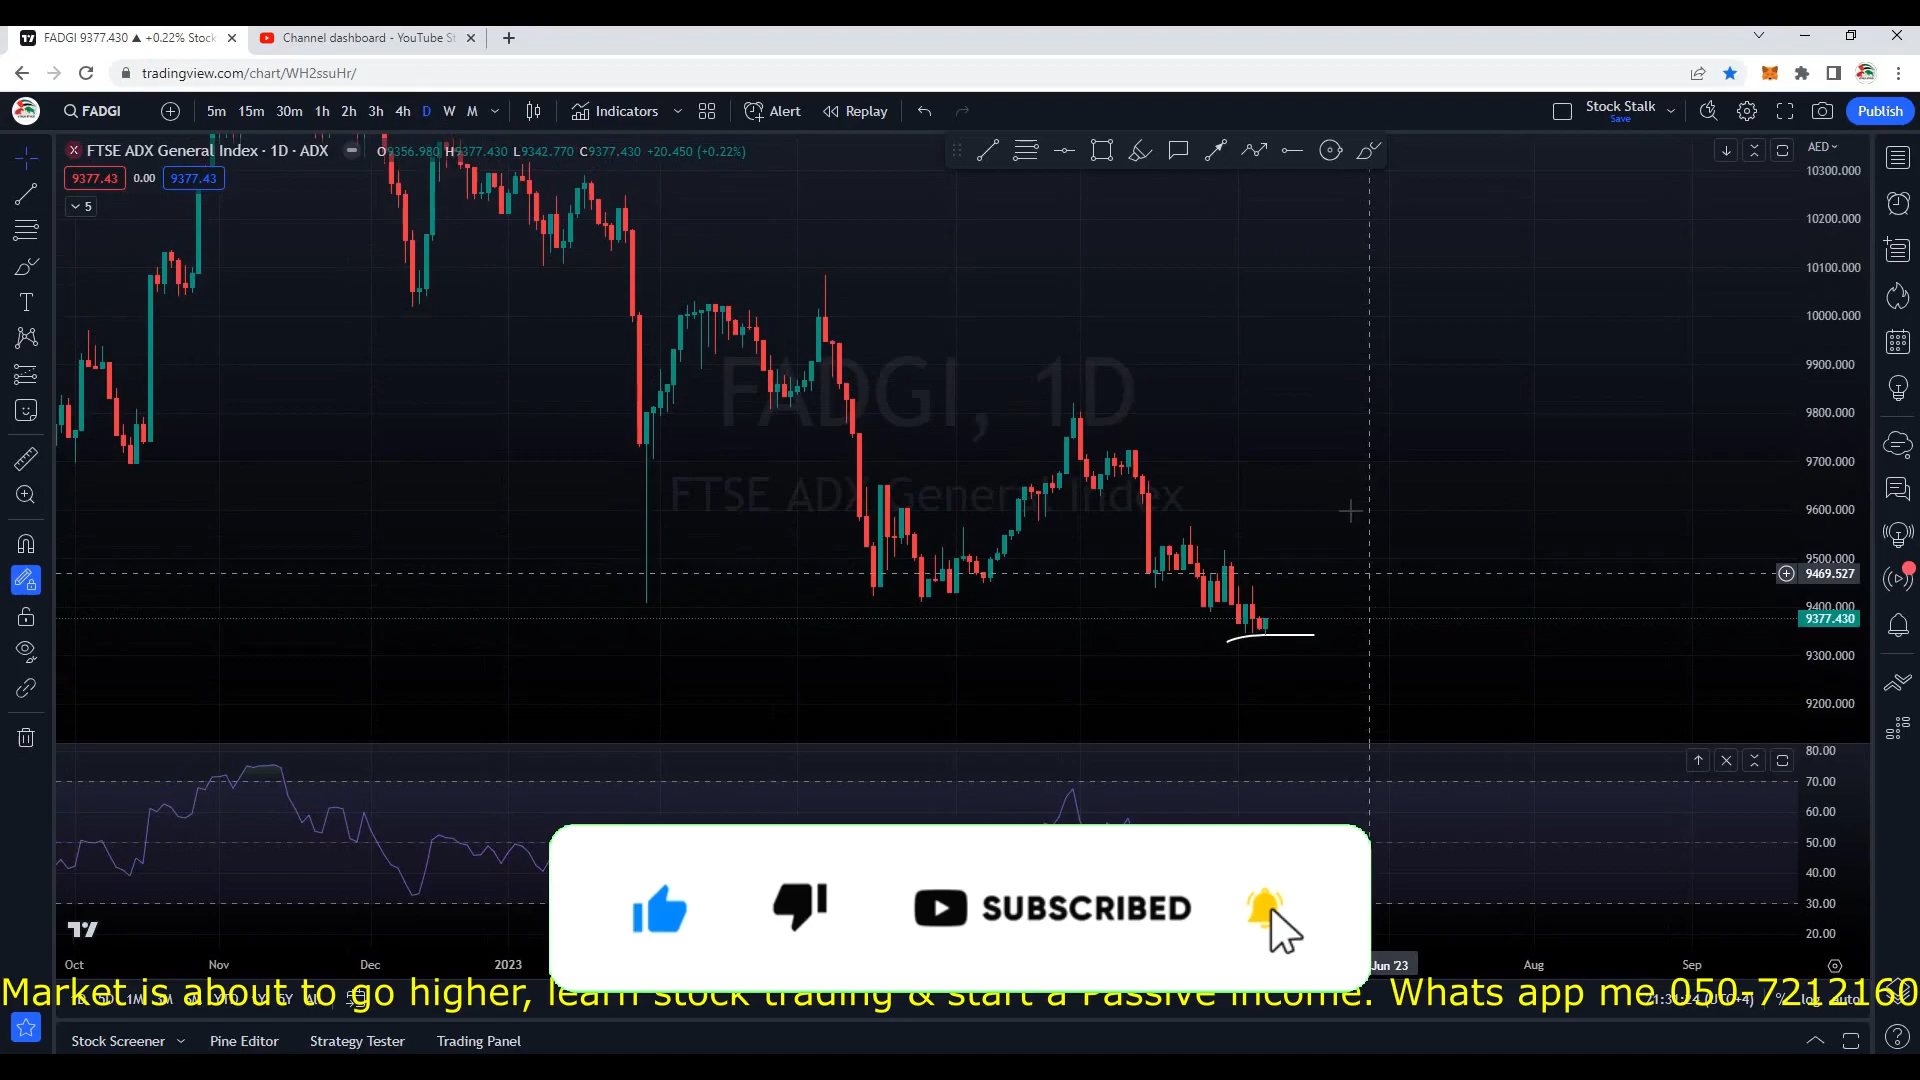 FADGI 9377.430 ▲ +0.22% Stock
Channel dashboard - YouTube St
tradingview.com/chart/WH2ssuHr/
FADGI 5m 15m 30m 1h 2h 3h 4h D W M Indicators Alert Replay Stock Stalk Save Publish
FTSE ADX General Index · 1D · ADX O9356.980 H9377.430 L9342.770 C9377.430 +20.450 (+0.22%) AED
9377.43 0.00 9377.43
5
10300.000
10200.000
10100.000
10000.000
9900.000
9800.000
9700.000
9600.000
9500.000
9469.527
9400.000
9377.430
9300.000
9200.000
FADGI, 1D
FTSE ADX General Index
80.00
70.00
60.00
50.00
40.00
30.00
20.00
SUBSCRIBED
Oct Nov Dec 2023 Jun '23 Aug Sep
Market is about to go higher, learn stock trading & start a Passive income. Whats app me 050-7212160
Stock Screener Pine Editor Strategy Tester Trading Panel